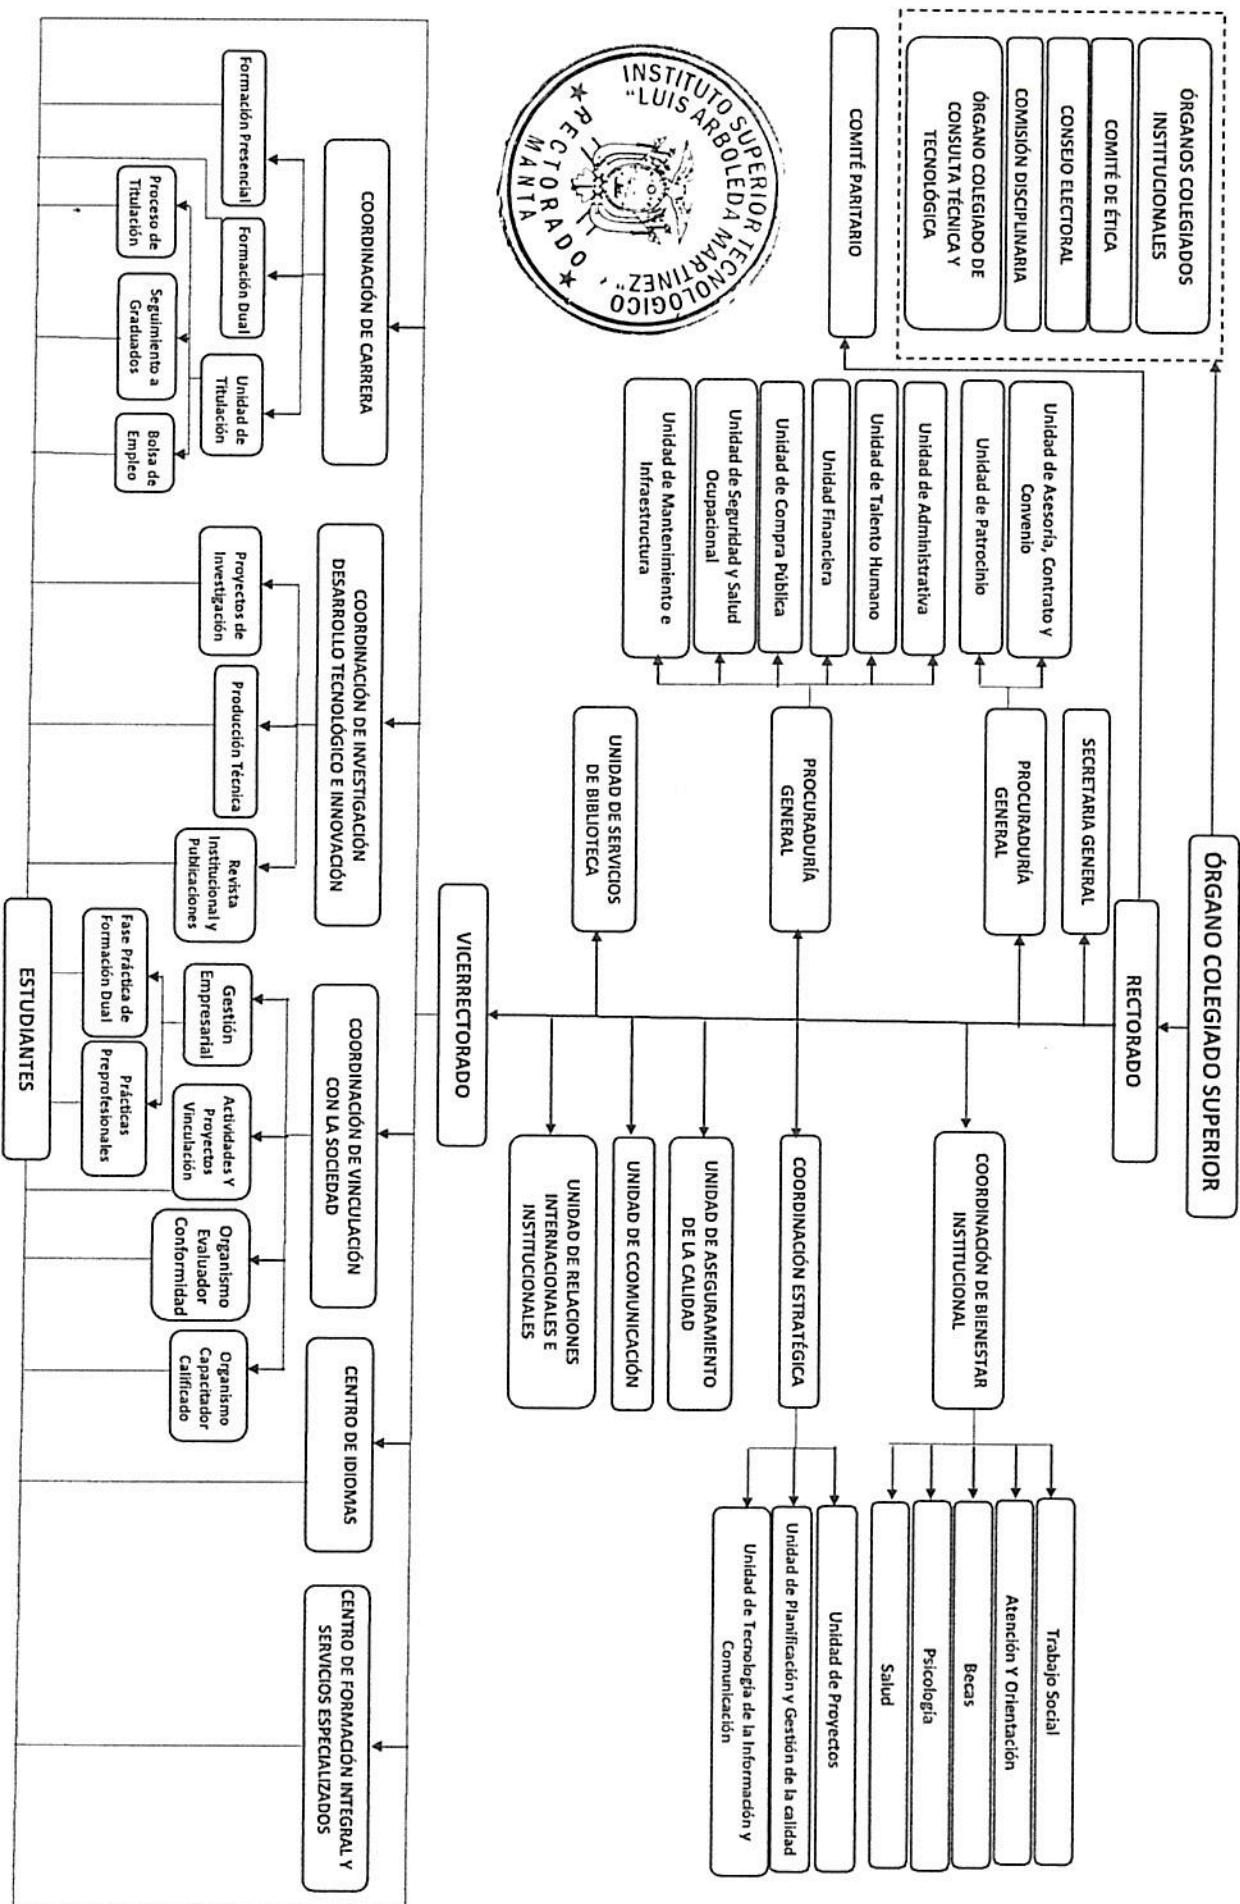 ÓRGANO COLEGIADO SUPERIOR
ÓRGANOS COLEGIADOS
INSTITUCIONALES
COMITÉ DE ÉTICA
CONSEJO ELECTORAL
COMISIÓN DISCIPLINARIA
ÓRGANO COLEGIADO DE
CONSULTA TÉCNICA Y
TECNOLÓGICA
RECTORADO
COMITÉ PARITARIO
SECRETARIA GENERAL
PROCURADURÍA
GENERAL
Unidad de Asesoría, Contrato y
Convenio
Unidad de Patrocinio
COORDINACIÓN DE BIENESTAR
INSTITUCIONAL
Trabajo Social
Atención Y Orientación
Becas
Psicología
Salud
PROCURADURÍA
GENERAL
Unidad de Administrativa
Unidad de Talento Humano
Unidad Financiera
Unidad de Compra Pública
Unidad de Seguridad y Salud
Ocupacional
Unidad de Mantenimiento e
Infraestructura
COORDINACIÓN ESTRATÉGICA
Unidad de Proyectos
Unidad de Planificación y Gestión de la calidad
Unidad de Tecnología de la Información y
Comunicación
UNIDAD DE ASEGURAMIENTO
DE LA CALIDAD
UNIDAD DE CCOMUNICACIÓN
UNIDAD DE SERVICIOS
DE BIBLIOTECA
UNIDAD DE RELACIONES
INTERNACIONALES E
INSTITUCIONALES
INSTITUTO SUPERIOR TECNOLÓGICO
"LUIS ARBOLEDA MARTINEZ"
★ RECTORADO ★
MANTA
VICERRECTORADO
COORDINACIÓN DE CARRERA
Formación Presencial
Formación Dual
Unidad de
Titulación
Proceso de
Titulación
Seguimiento a
Graduados
Bolsa de
Empleo
COORDINACIÓN DE INVESTIGACIÓN
DESARROLLO TECNOLÓGICO E INNOVACIÓN
Proyectos de
Investigación
Producción Técnica
Revista
Institucional y
Publicaciones
COORDINACIÓN DE VINCULACIÓN
CON LA SOCIEDAD
Gestión
Empresarial
Actividades Y
Proyectos
Vinculación
Organismo
Evaluador
Conformidad
Organismo
Capacitador
Calificado
Fase Práctica de
Formación Dual
Prácticas
Preprofesionales
CENTRO DE IDIOMAS
CENTRO DE FORMACIÓN INTEGRAL Y
SERVICIOS ESPECIALIZADOS
ESTUDIANTES